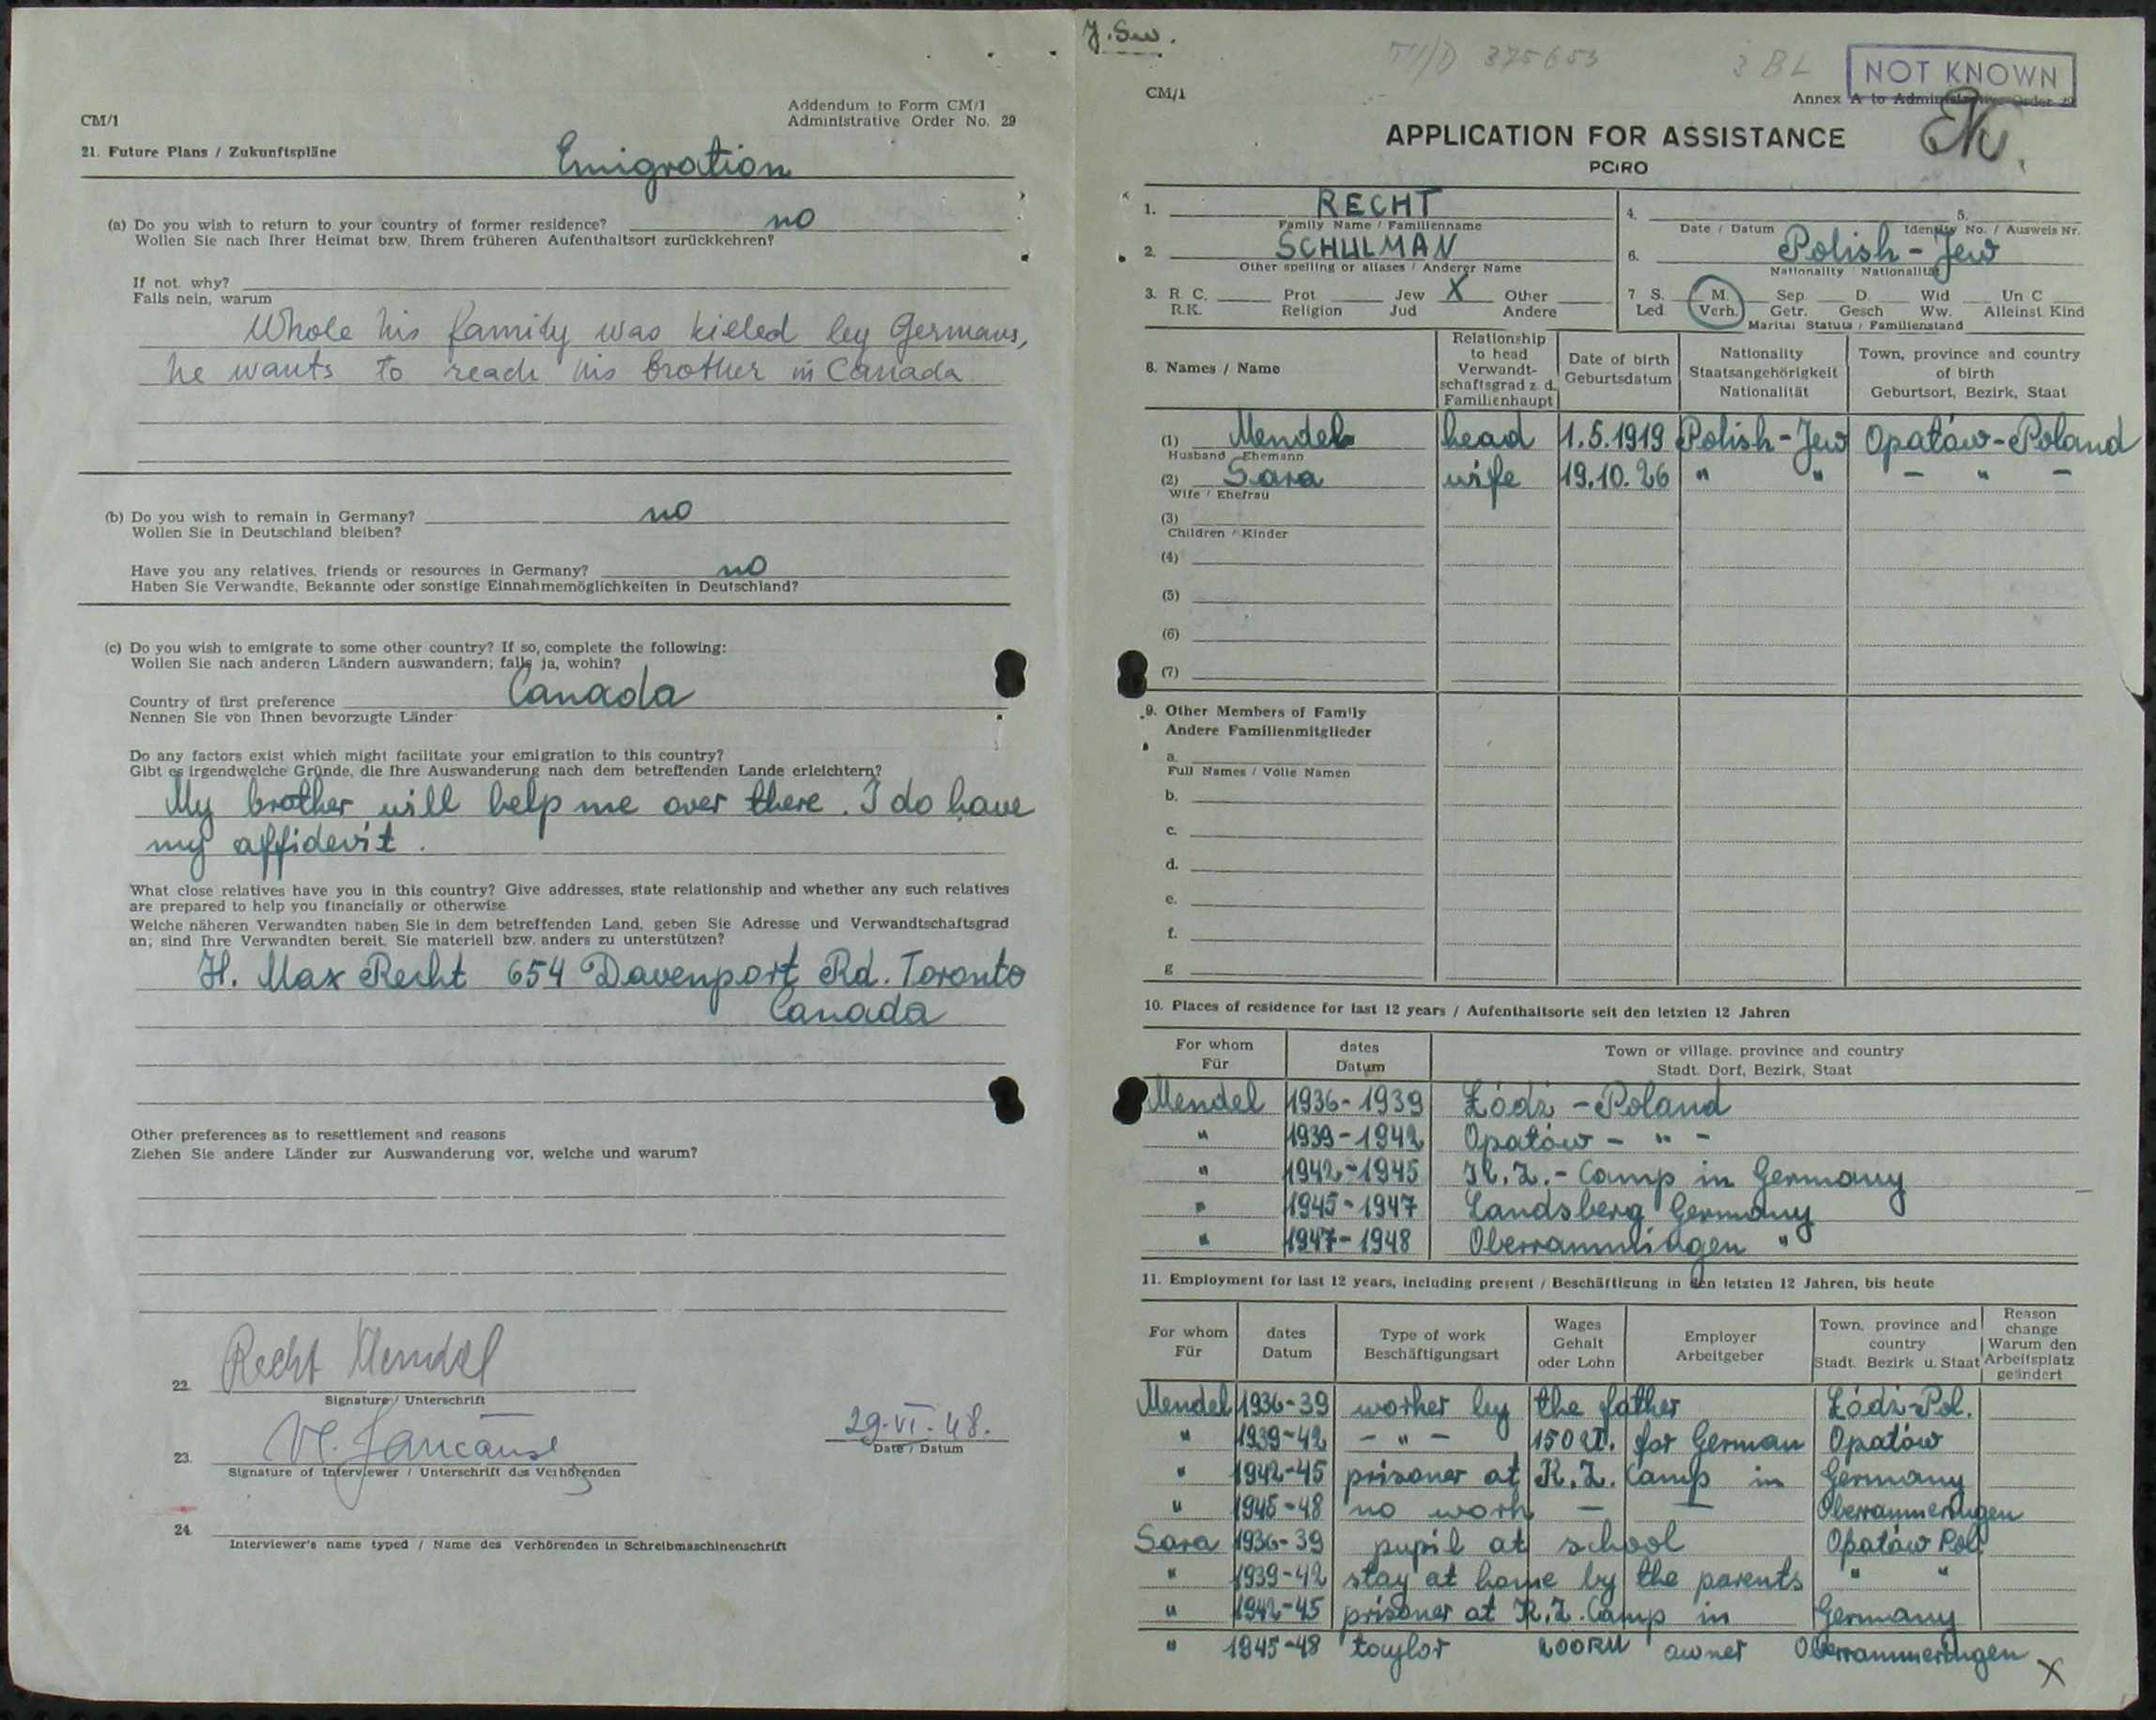 CM/1
Addendum to Form CM/1
Administrative Order No. 29
21. Future Plans / Zukunftspläne Emigration
(a) Do you wish to return to your country of former residence? no
Wollen Sie nach Ihrer Heimat bzw. Ihrem früheren Aufenthaltsort zurückkehren?
If not, why?
Falls nein, warum
Whole his family was killed by Germans,
he wants to reach his brother in Canada
(b) Do you wish to remain in Germany? no
Wollen Sie in Deutschland bleiben?
Have you any relatives, friends or resources in Germany? no
Haben Sie Verwandte, Bekannte oder sonstige Einnahmemöglichkeiten in Deutschland?
(c) Do you wish to emigrate to some other country? If so, complete the following:
Wollen Sie nach anderen Ländern auswandern; falls ja, wohin?
Country of first preference Canada
Nennen Sie von Ihnen bevorzugte Länder
Do any factors exist which might facilitate your emigration to this country?
Gibt es irgendwelche Gründe, die Ihre Auswanderung nach dem betreffenden Lande erleichtern?
My brother will help me over there. I do have
my affidevit.
What close relatives have you in this country? Give addresses, state relationship and whether any such relatives
are prepared to help you financially or otherwise
Welche näheren Verwandten haben Sie in dem betreffenden Land, geben Sie Adresse und Verwandtschaftsgrad
an; sind Ihre Verwandten bereit, Sie materiell bzw. anders zu unterstützen?
H. Max Recht 654 Davenport Rd. Toronto
Canada
Other preferences as to resettlement and reasons
Ziehen Sie andere Länder zur Auswanderung vor, welche und warum?
22. Recht Mendel
Signature / Unterschrift
29.VI.48.
Date / Datum
23.
Signature of Interviewer / Unterschrift des Verhörenden
24.
Interviewer's name typed / Name des Verhörenden in Schreibmaschinenschrift
J. Sw.
375653
3 BL
NOT KNOWN
CM/1
Annex A to Administrative Order 29
APPLICATION FOR ASSISTANCE
PCIRO
1. RECHT
Family Name / Familienname
4.
Date / Datum
5.
Identity No. / Ausweis Nr.
2. SCHULMAN
Other spelling or aliases / Anderer Name
6. Polish - Jew
Nationality Nationalität
3. R. C. Prot Jew X Other
R.K. Religion Jud Andere
7 S. M. Sep. D. Wid Un C
Led. Verh. Getr. Gesch Ww. Alleinst Kind
Marital Status / Familienstand
8. Names / Name
Relationship
to head
Verwandt-
schaftsgrad z. d.
Familienhaupt
Date of birth
Geburtsdatum
Nationality
Staatsangehörigkeit
Nationalität
Town, province and country
of birth
Geburtsort, Bezirk, Staat
(1) Mendel head 1.5.1919 Polish-Jew Opatów-Poland
Husband Ehemann
(2) Sara wife 19.10.26 " " - " -
Wife / Ehefrau
(3)
Children / Kinder
(4)
(5)
(6)
(7)
9. Other Members of Family
Andere Familienmitglieder
a.
Full Names / Volle Namen
b.
c.
d.
e.
f.
g
10. Places of residence for last 12 years / Aufenthaltsorte seit den letzten 12 Jahren
For whom dates Town or village, province and country
Für Datum Stadt, Dorf, Bezirk, Staat
Mendel 1936-1939 Łódź - Poland
" 1939-1942 Opatów - " -
" 1942-1945 K.Z.- Camp in Germany
" 1945-1947 Landsberg Germany
" 1947-1948 Oberrammingen "
11. Employment for last 12 years, including present / Beschäftigung in den letzten 12 Jahren, bis heute
For whom
Für
dates
Datum
Type of work
Beschäftigungsart
Wages
Gehalt
oder Lohn
Employer
Arbeitgeber
Town, province and
country
Stadt. Bezirk u. Staat
Reason
change
Warum den
Arbeitsplatz
geändert
Mendel 1936-39 worker by the father Łódź-Pol.
" 1939-42 - " - 150 zł. for German Opatów
" 1942-45 prisoner at K.Z. Camp in Germany
" 1945-48 no work - - Oberrammeringen
Sara 1936-39 pupil at school Opatów Pol.
" 1939-42 stay at home by the parents " "
" 1942-45 prisoner at K.Z. Camp in Germany
" 1945-48 taylor 200RM owner Oberrammeringen
X